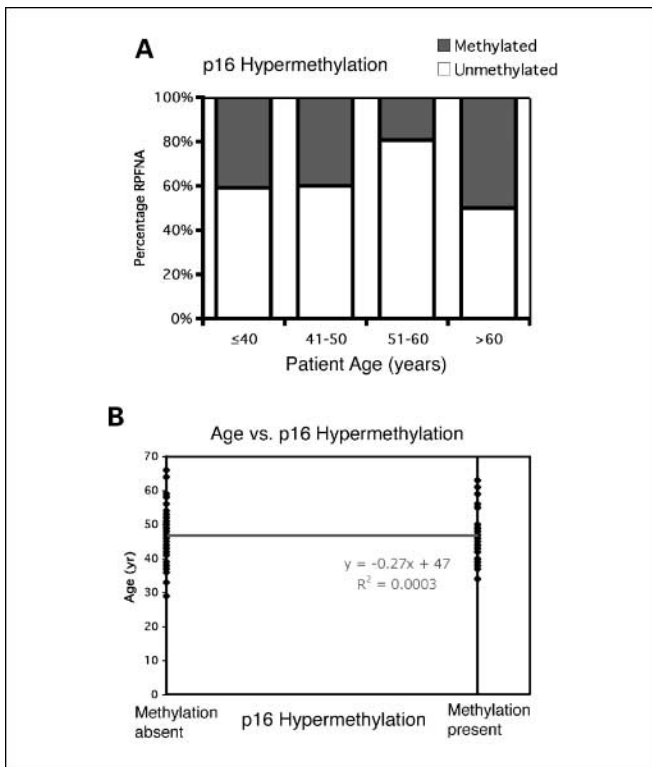 A
Methylated
Unmethylated
p16 Hypermethylation
Percentage RPFNA
100%
80%
60%
40%
20%
0%
≤40 41-50 51-60 >60
Patient Age (years)
B
Age vs. p16 Hypermethylation
Age (yr)
70
60
50
40
30
20
10
0
y = -0.27x + 47
R² = 0.0003
Methylation absent
p16 Hypermethylation
Methylation present